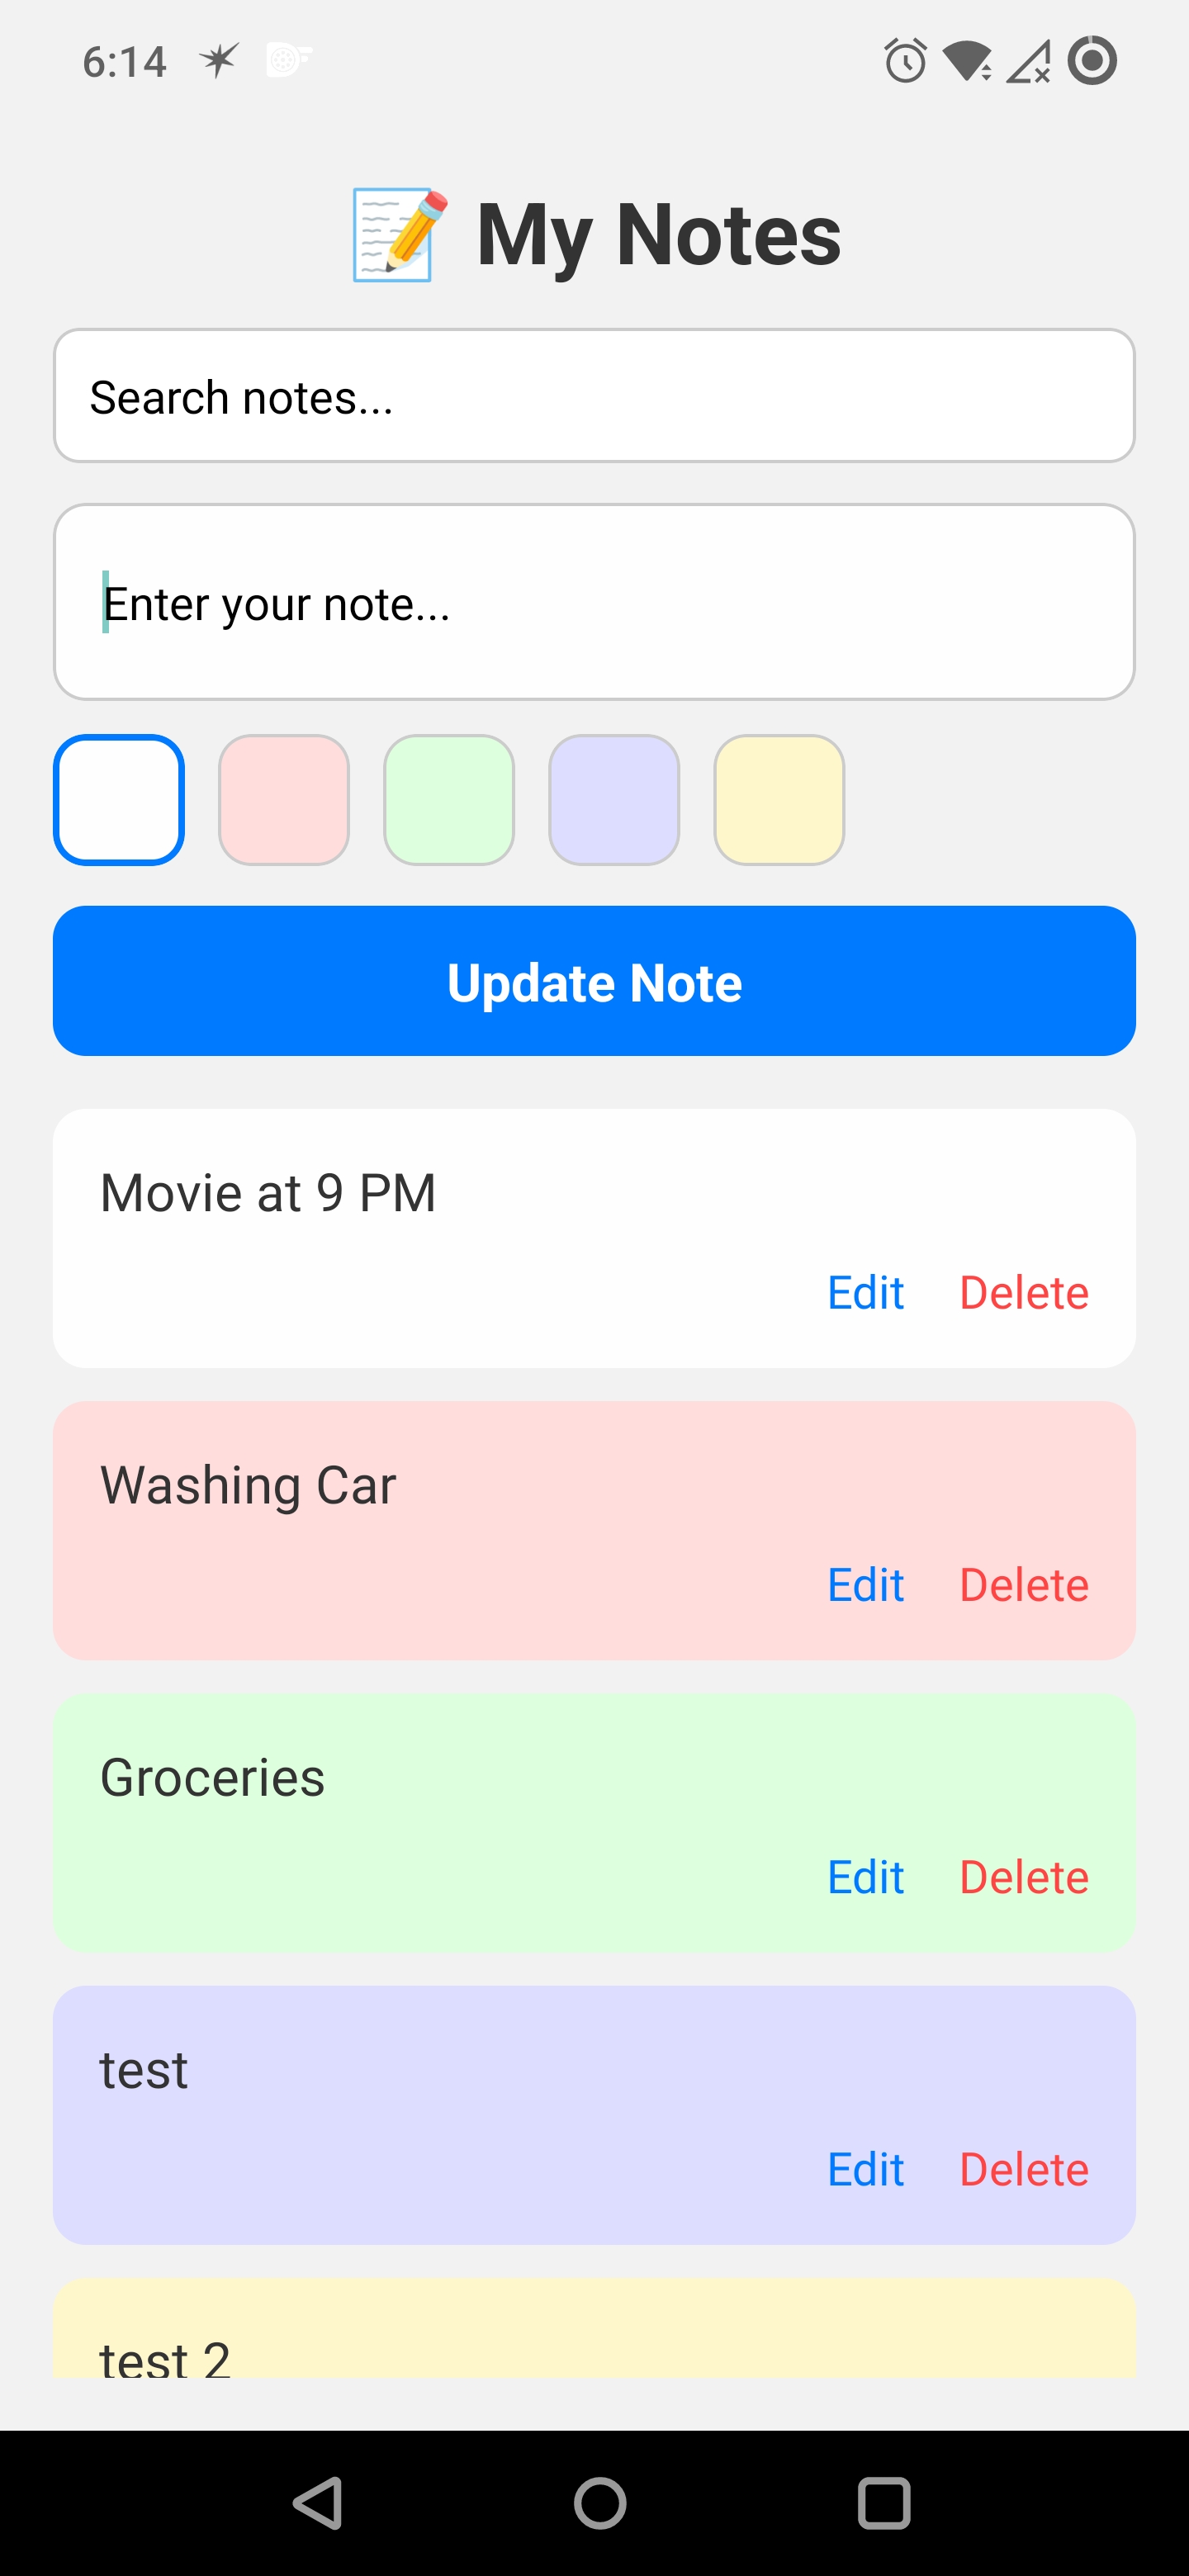 6:14
📝 My Notes
Search notes...
Enter your note...
Update Note
Movie at 9 PM
Edit Delete
Washing Car
Edit Delete
Groceries
Edit Delete
test
Edit Delete
test 2